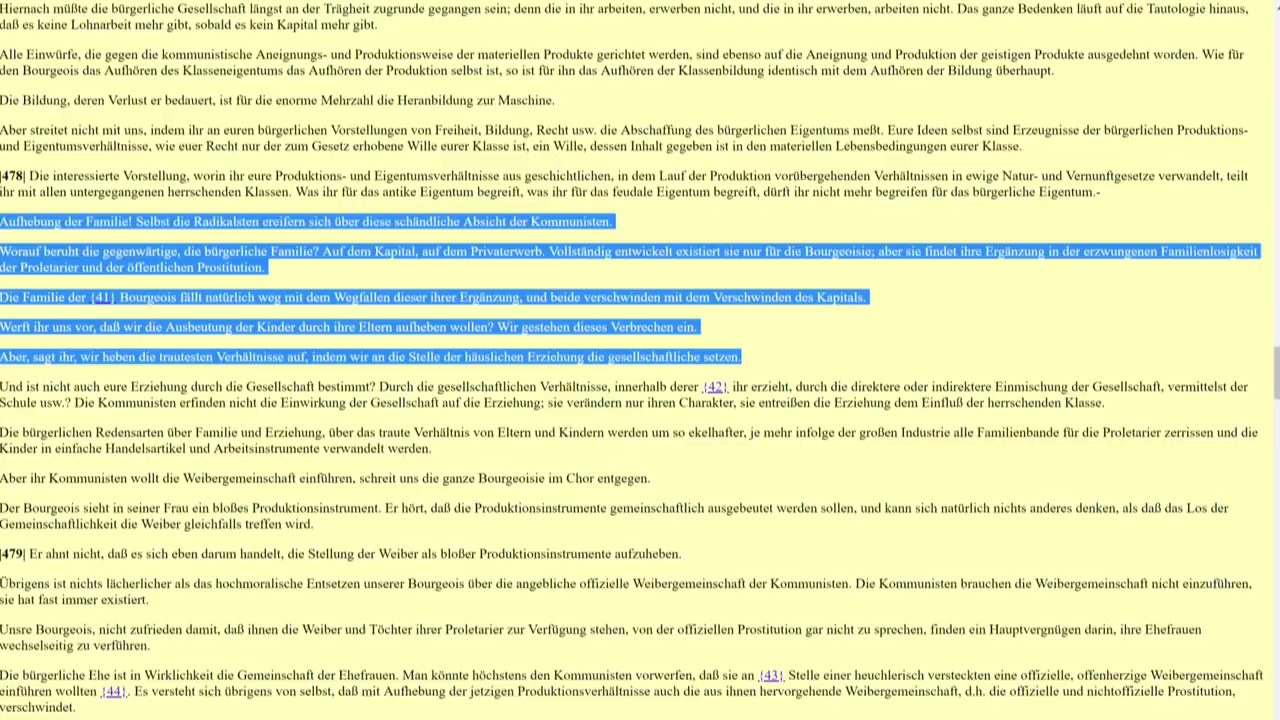 Hiernach müßte die bürgerliche Gesellschaft längst an der Trägheit zugrunde gegangen sein; denn die in ihr arbeiten, erwerben nicht, und die in ihr erwerben, arbeiten nicht. Das ganze Bedenken läuft auf die Tautologie hinaus,
daß es keine Lohnarbeit mehr gibt, sobald es kein Kapital mehr gibt.
Alle Einwürfe, die gegen die kommunistische Aneignungs- und Produktionsweise der materiellen Produkte gerichtet werden, sind ebenso auf die Aneignung und Produktion der geistigen Produkte ausgedehnt worden. Wie für
den Bourgeois das Aufhören des Klasseneigentums das Aufhören der Produktion selbst ist, so ist für ihn das Aufhören der Klassenbildung identisch mit dem Aufhören der Bildung überhaupt.
Die Bildung, deren Verlust er bedauert, ist für die enorme Mehrzahl die Heranbildung zur Maschine.
Aber streitet nicht mit uns, indem ihr an euren bürgerlichen Vorstellungen von Freiheit, Bildung, Recht usw. die Abschaffung des bürgerlichen Eigentums meßt. Eure Ideen selbst sind Erzeugnisse der bürgerlichen Produktions-
und Eigentumsverhältnisse, wie euer Recht nur der zum Gesetz erhobene Wille eurer Klasse ist, ein Wille, dessen Inhalt gegeben ist in den materiellen Lebensbedingungen eurer Klasse.
|478| Die interessierte Vorstellung, worin ihr eure Produktions- und Eigentumsverhältnisse aus geschichtlichen, in dem Lauf der Produktion vorübergehenden Verhältnissen in ewige Natur- und Vernunftgesetze verwandelt, teilt
ihr mit allen untergegangenen herrschenden Klassen. Was ihr für das antike Eigentum begreift, was ihr für das feudale Eigentum begreift, dürft ihr nicht mehr begreifen für das bürgerliche Eigentum.-
Aufhebung der Familie! Selbst die Radikalsten ereifern sich über diese schändliche Absicht der Kommunisten.
Worauf beruht die gegenwärtige, die bürgerliche Familie? Auf dem Kapital, auf dem Privaterwerb. Vollständig entwickelt existiert sie nur für die Bourgeoisie; aber sie findet ihre Ergänzung in der erzwungenen Familienlosigkeit
der Proletarier und der öffentlichen Prostitution.
Die Familie der {41} Bourgeois fällt natürlich weg mit dem Wegfallen dieser ihrer Ergänzung, und beide verschwinden mit dem Verschwinden des Kapitals.
Werft ihr uns vor, daß wir die Ausbeutung der Kinder durch ihre Eltern aufheben wollen? Wir gestehen dieses Verbrechen ein.
Aber, sagt ihr, wir heben die trautesten Verhältnisse auf, indem wir an die Stelle der häuslichen Erziehung die gesellschaftliche setzen.
Und ist nicht auch eure Erziehung durch die Gesellschaft bestimmt? Durch die gesellschaftlichen Verhältnisse, innerhalb derer {42} ihr erzieht, durch die direktere oder indirektere Einmischung der Gesellschaft, vermittelst der
Schule usw.? Die Kommunisten erfinden nicht die Einwirkung der Gesellschaft auf die Erziehung; sie verändern nur ihren Charakter, sie entreißen die Erziehung dem Einfluß der herrschenden Klasse.
Die bürgerlichen Redensarten über Familie und Erziehung, über das traute Verhältnis von Eltern und Kindern werden um so ekelhafter, je mehr infolge der großen Industrie alle Familienbande für die Proletarier zerrissen und die
Kinder in einfache Handelsartikel und Arbeitsinstrumente verwandelt werden.
Aber ihr Kommunisten wollt die Weibergemeinschaft einführen, schreit uns die ganze Bourgeoisie im Chor entgegen.
Der Bourgeois sieht in seiner Frau ein bloßes Produktionsinstrument. Er hört, daß die Produktionsinstrumente gemeinschaftlich ausgebeutet werden sollen, und kann sich natürlich nichts anderes denken, als daß das Los der
Gemeinschaftlichkeit die Weiber gleichfalls treffen wird.
|479| Er ahnt nicht, daß es sich eben darum handelt, die Stellung der Weiber als bloßer Produktionsinstrumente aufzuheben.
Übrigens ist nichts lächerlicher als das hochmoralische Entsetzen unserer Bourgeois über die angebliche offizielle Weibergemeinschaft der Kommunisten. Die Kommunisten brauchen die Weibergemeinschaft nicht einzuführen,
sie hat fast immer existiert.
Unsre Bourgeois, nicht zufrieden damit, daß ihnen die Weiber und Töchter ihrer Proletarier zur Verfügung stehen, von der offiziellen Prostitution gar nicht zu sprechen, finden ein Hauptvergnügen darin, ihre Ehefrauen
wechselseitig zu verführen.
Die bürgerliche Ehe ist in Wirklichkeit die Gemeinschaft der Ehefrauen. Man könnte höchstens den Kommunisten vorwerfen, daß sie an {43} Stelle einer heuchlerisch versteckten eine offizielle, offenherzige Weibergemeinschaft
einführen wollten {44}. Es versteht sich übrigens von selbst, daß mit Aufhebung der jetzigen Produktionsverhältnisse auch die aus ihnen hervorgehende Weibergemeinschaft, d.h. die offizielle und nichtoffizielle Prostitution,
verschwindet.